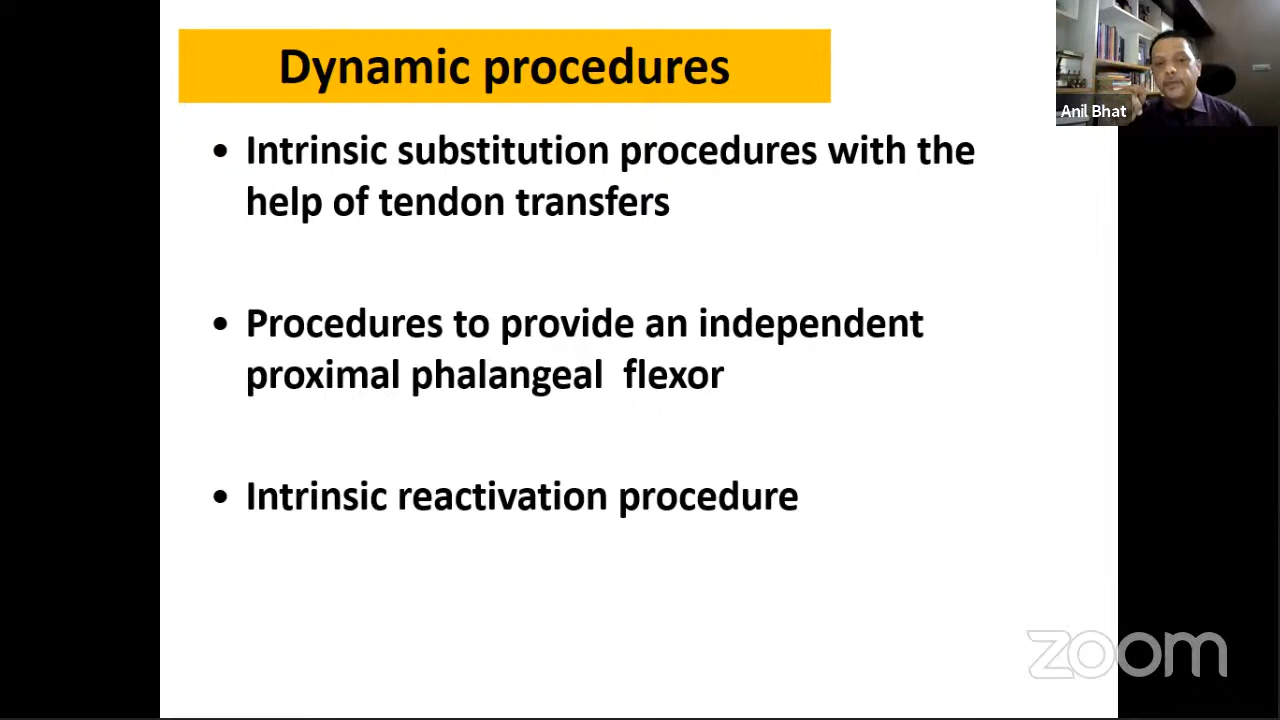 Dynamic procedures
Anil Bhat
• Intrinsic substitution procedures with the
help of tendon transfers
• Procedures to provide an independent
proximal phalangeal flexor
• Intrinsic reactivation procedure
zoom